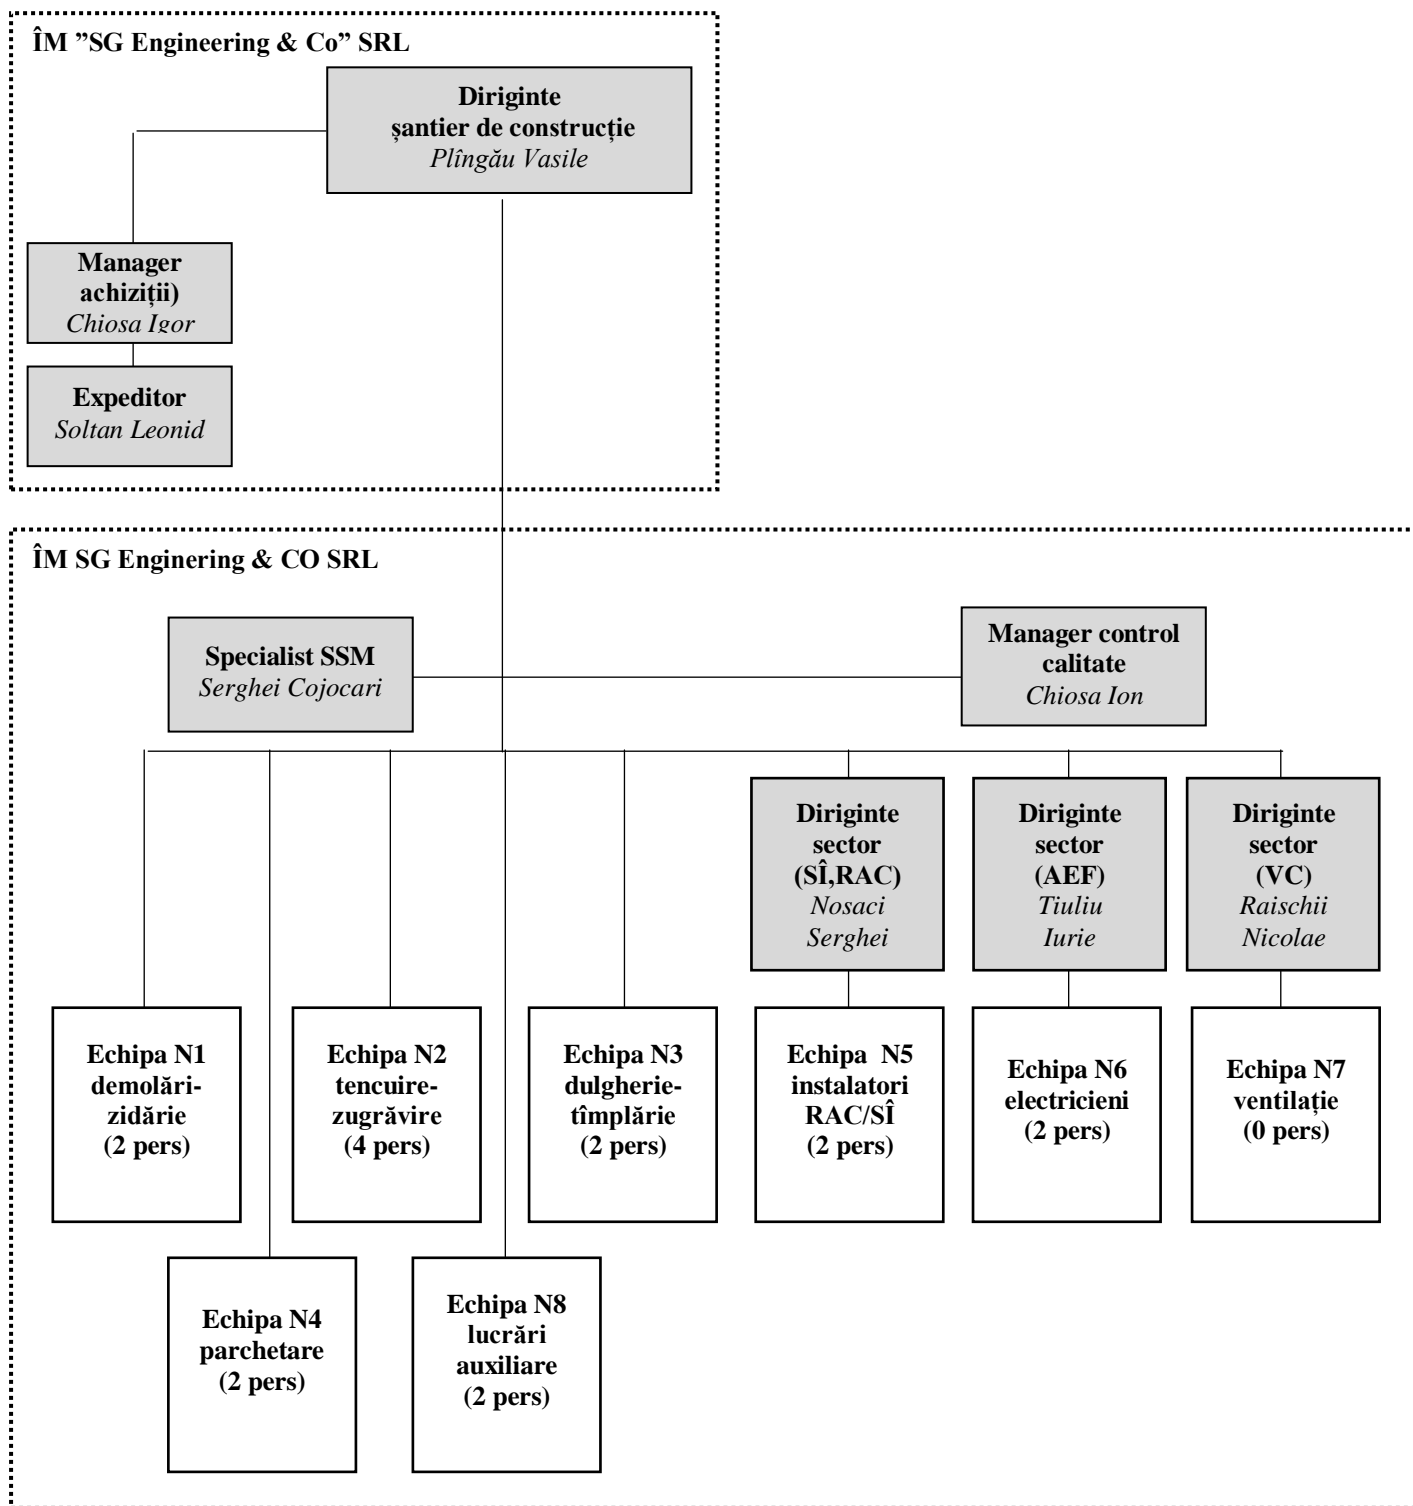 ÎM ”SG Engineering & Co” SRL
Diriginte
șantier de construcție
Plîngău Vasile
Manager
achiziții)
Chiosa Igor
Expeditor
Soltan Leonid
ÎM SG Enginering & CO SRL
Specialist SSM
Serghei Cojocari
Manager control
calitate
Chiosa Ion
Diriginte
sector
(SÎ,RAC)
Nosaci
Serghei
Diriginte
sector
(AEF)
Tiuliu
Iurie
Diriginte
sector
(VC)
Raischii
Nicolae
Echipa N1
demolări-
zidărie
(2 pers)
Echipa N2
tencuire-
zugrăvire
(4 pers)
Echipa N3
dulgherie-
tîmplărie
(2 pers)
Echipa  N5
instalatori
RAC/SÎ
(2 pers)
Echipa N6
electricieni
(2 pers)
Echipa N7
ventilație
(0 pers)
Echipa N4
parchetare
(2 pers)
Echipa N8
lucrări
auxiliare
(2 pers)